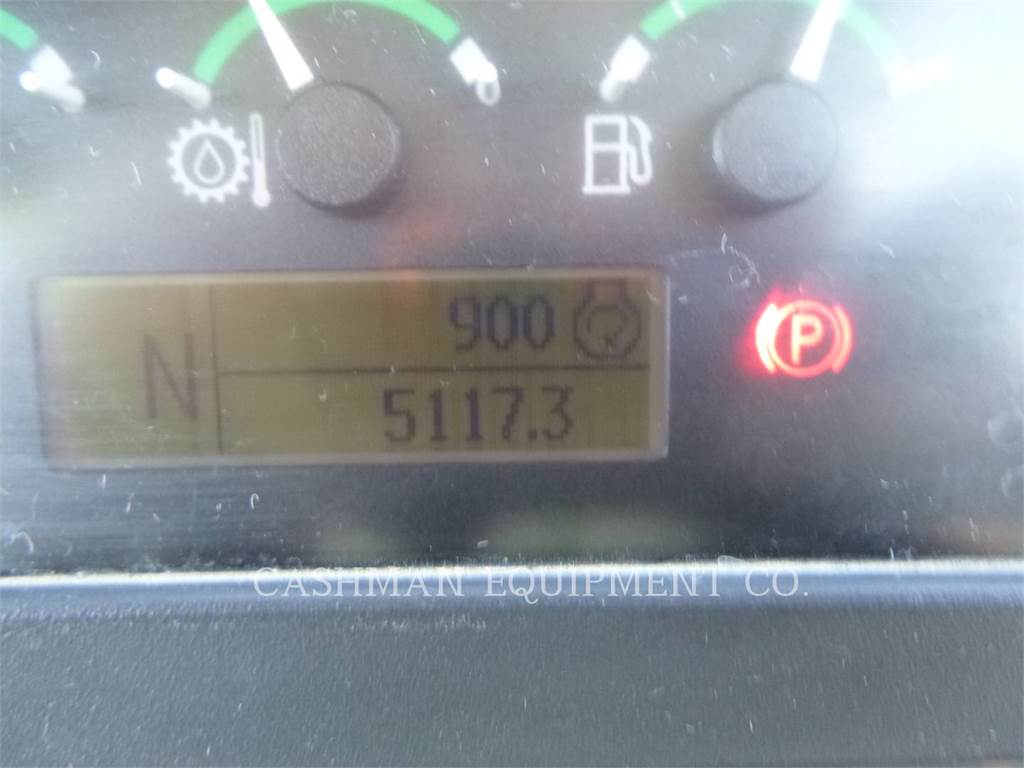 900
N
5117.3
P
CASHMAN EQUIPMENT CO.